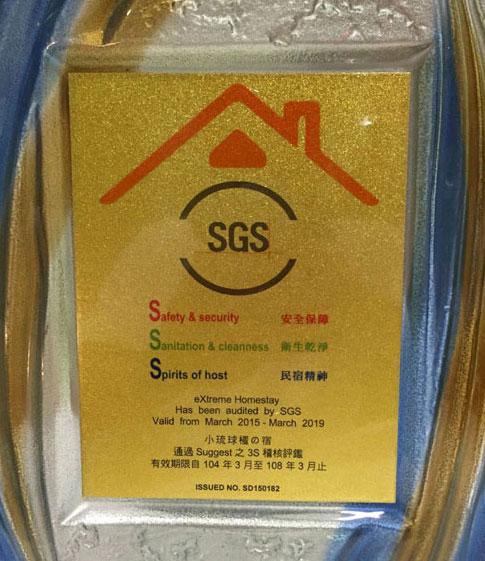 SGS
Safety & security 安全保障
Sanitation & cleanness 衛生乾淨
Spirits of host 民宿精神
eXtreme Homestay
Has been audited by SGS
Valid from March 2015 - March 2019
小琉球極の宿
通過 Suggest 之 3S 稽核評鑑
有效期限自 104 年 3 月至 108 年 3 月止
ISSUED NO. SD150182